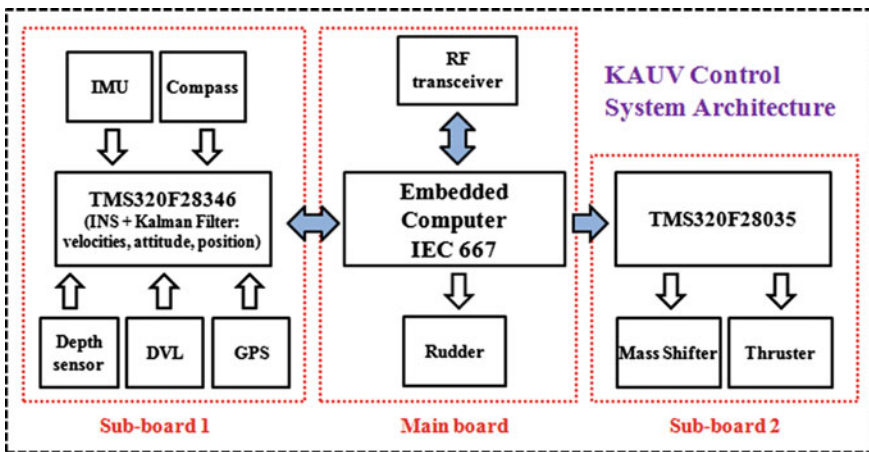 KAUV Control
System Architecture
IMU
Compass
TMS320F28346
(INS + Kalman Filter:
velocities, attitude, position)
Depth
sensor
DVL
GPS
Sub-board 1
RF
transceiver
Embedded
Computer
IEC 667
Rudder
Main board
TMS320F28035
Mass Shifter
Thruster
Sub-board 2